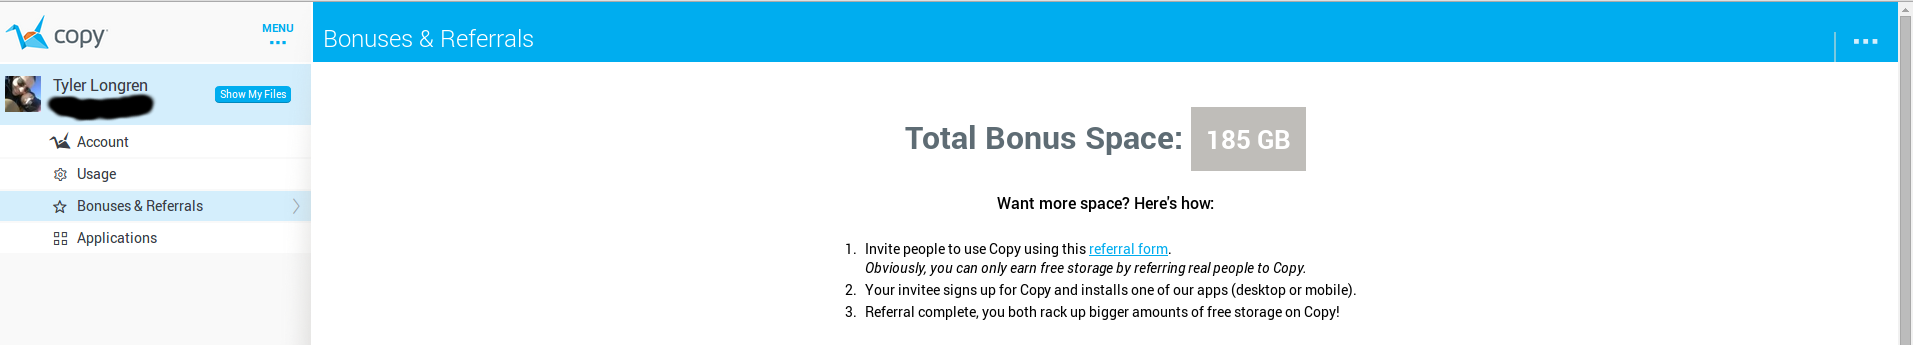 copy
MENU
Bonuses & Referrals
Tyler Longren
Show My Files
Account
Usage
Bonuses & Referrals
Applications
Total Bonus Space: 185 GB
Want more space? Here's how:
1. Invite people to use Copy using this referral form.
Obviously, you can only earn free storage by referring real people to Copy.
2. Your invitee signs up for Copy and installs one of our apps (desktop or mobile).
3. Referral complete, you both rack up bigger amounts of free storage on Copy!